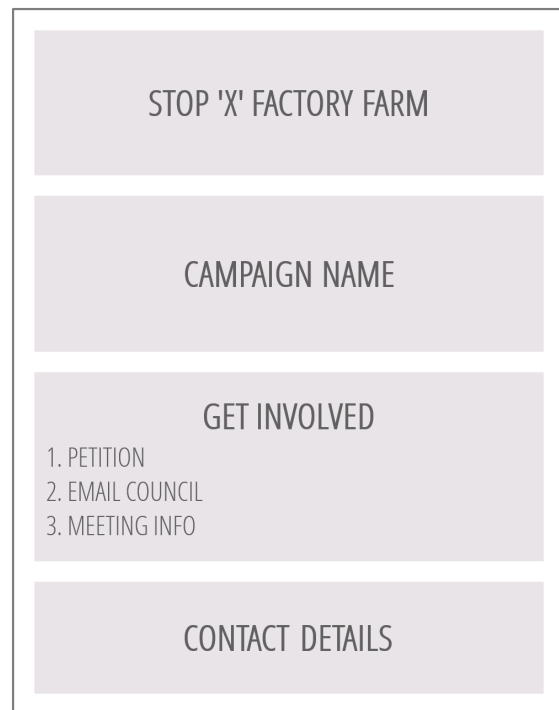 STOP 'X' FACTORY FARM
CAMPAIGN NAME
GET INVOLVED
1. PETITION
2. EMAIL COUNCIL
3. MEETING INFO
CONTACT DETAILS